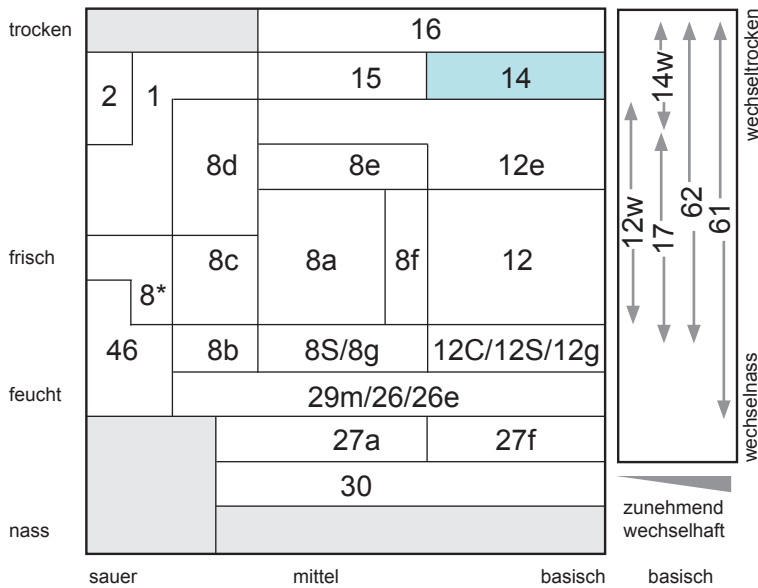 trocken
16
2
1
15
14
8d
8e
12e
frisch
8c
8a
8f
12
8*
46
8b
8S/8g
12C/12S/12g
feucht
29m/26/26e
27a
27f
30
nass
sauer
mittel
basisch
12w
14w
17
62
61
wechseltrocken
wechselnass
zunehmend
wechselhaft
basisch